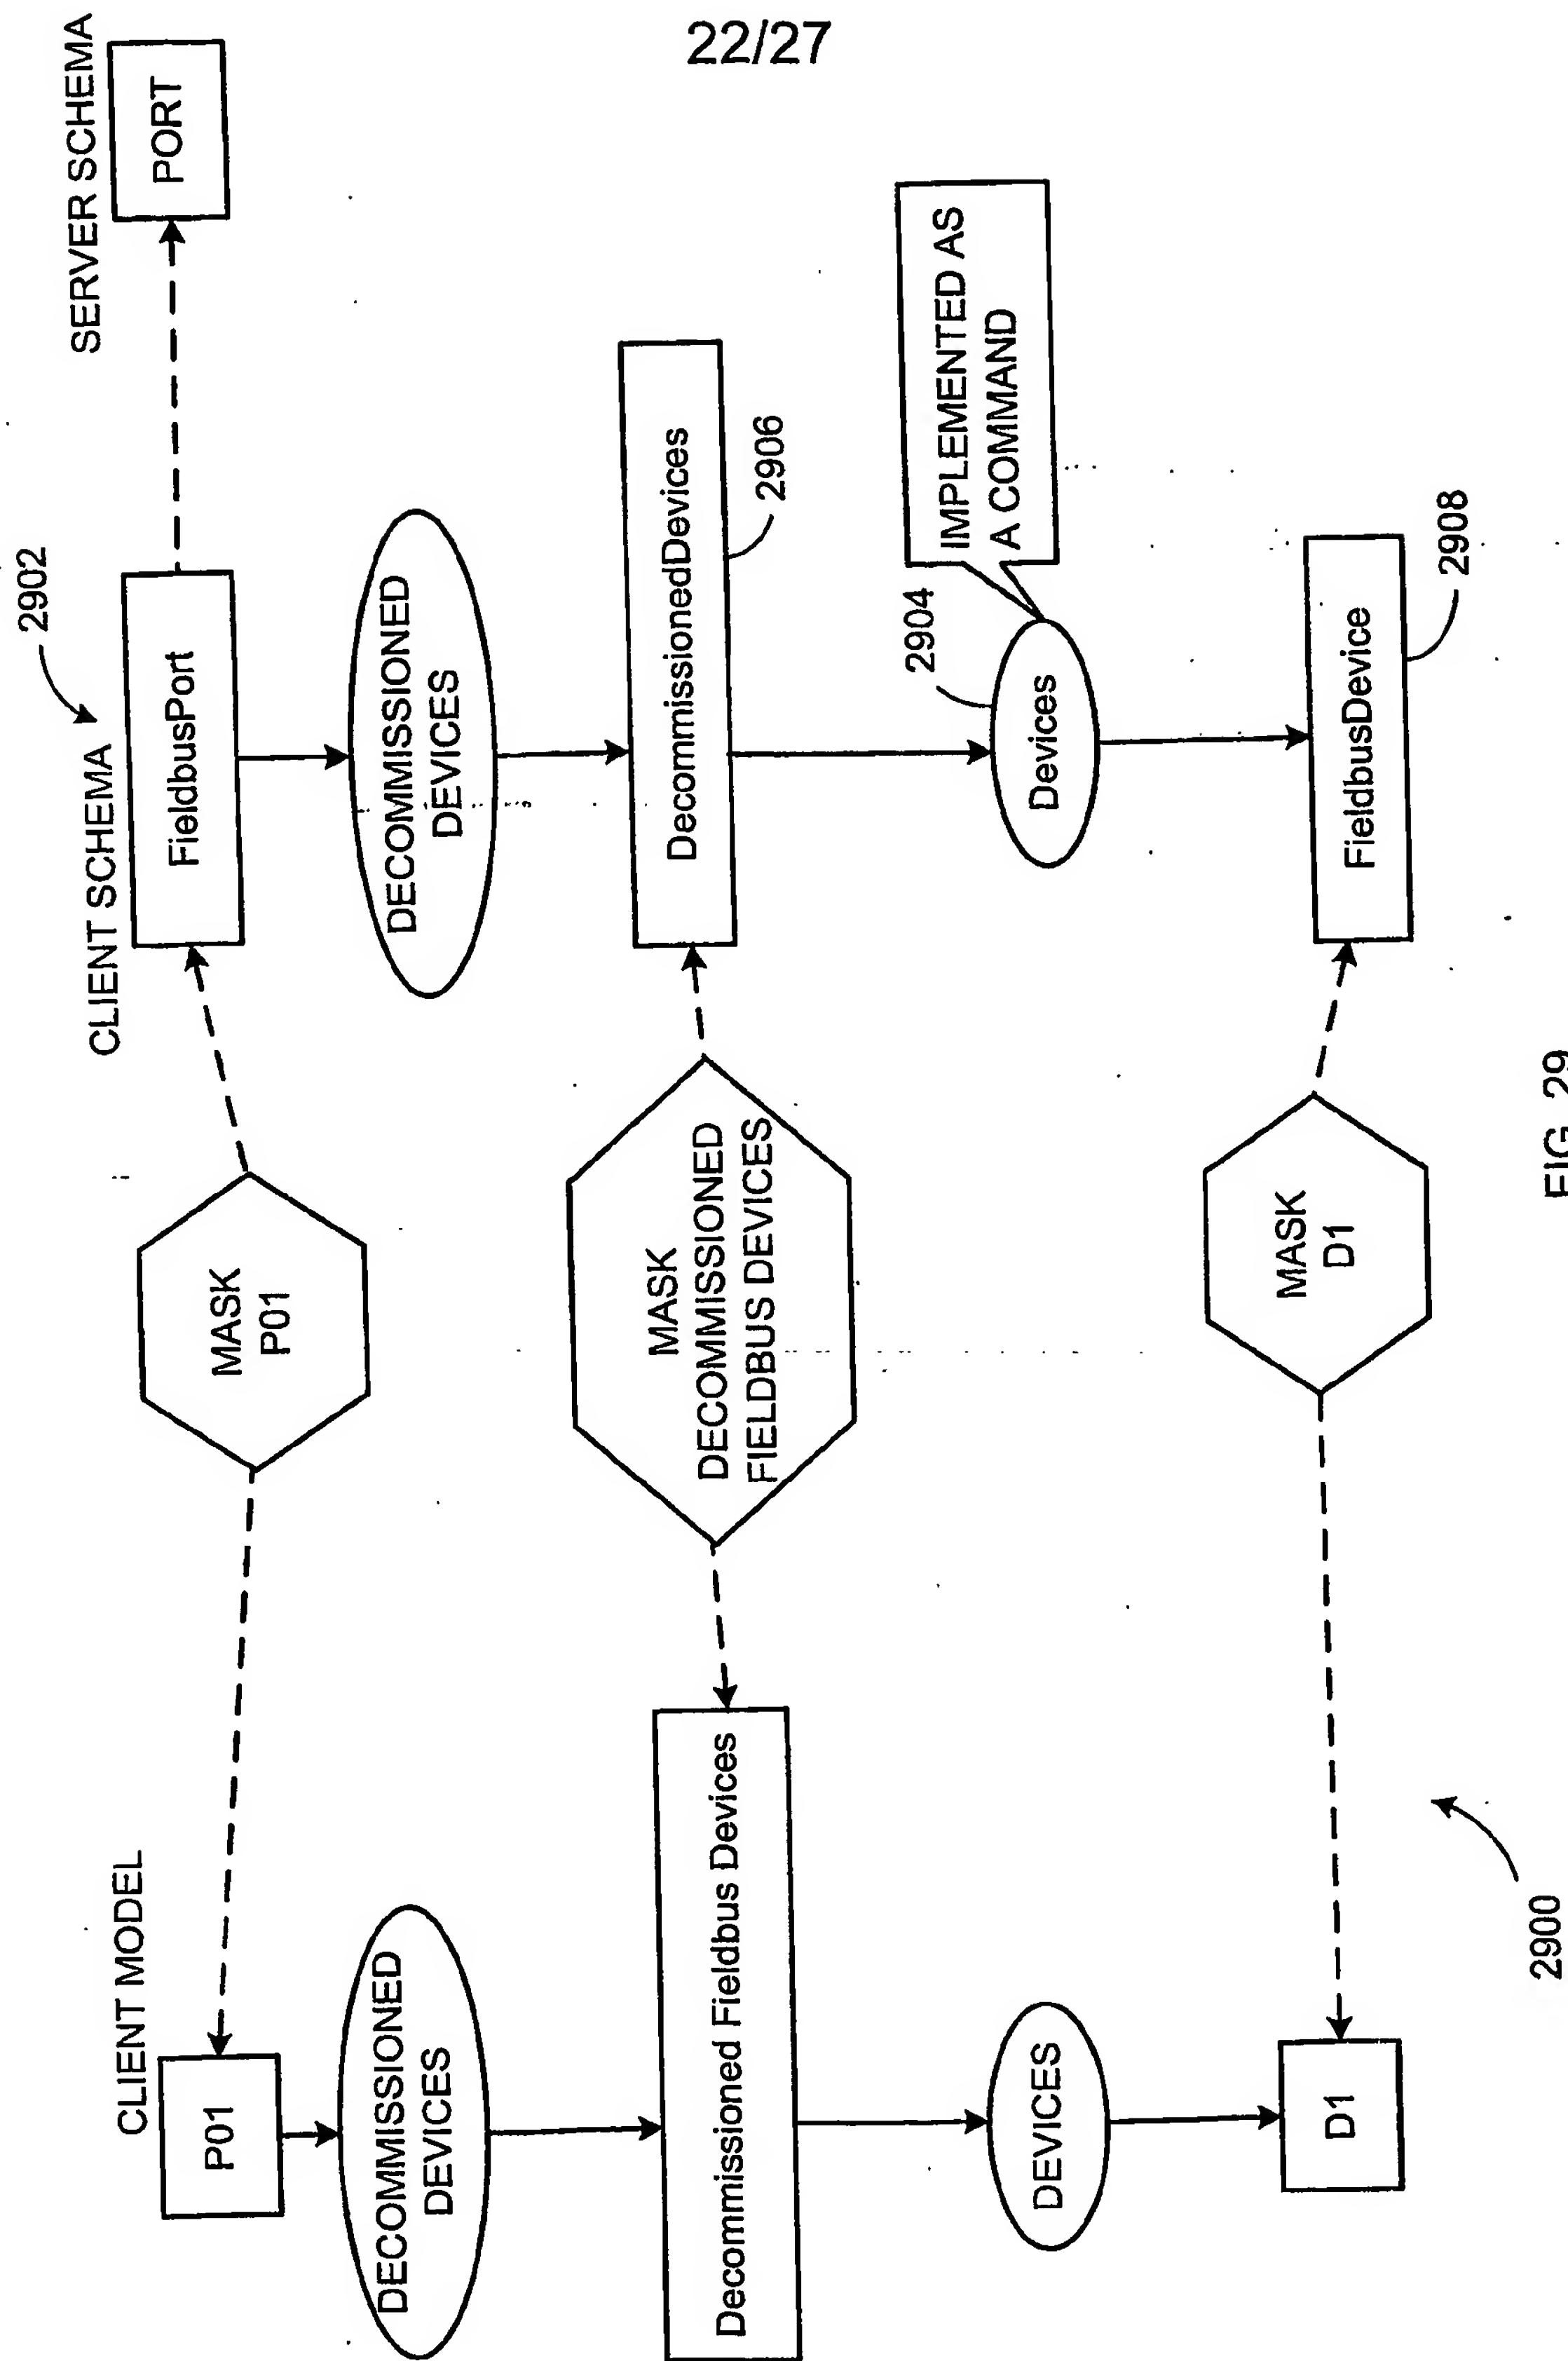 22/27
CLIENT MODEL
CLIENT SCHEMA
2902
SERVER SCHEMA
P01
MASK
P01
FieldbusPort
PORT
DECOMMISSIONED
DEVICES
DECOMMISSIONED
DEVICES
Decommissioned Fieldbus Devices
MASK
DECOMMISSIONED
FIELDBUS DEVICES
DecommissionedDevices
2906
DEVICES
Devices
2904
IMPLEMENTED AS
A COMMAND
D1
MASK
D1
FieldbusDevice
2908
2900
FIG. 29